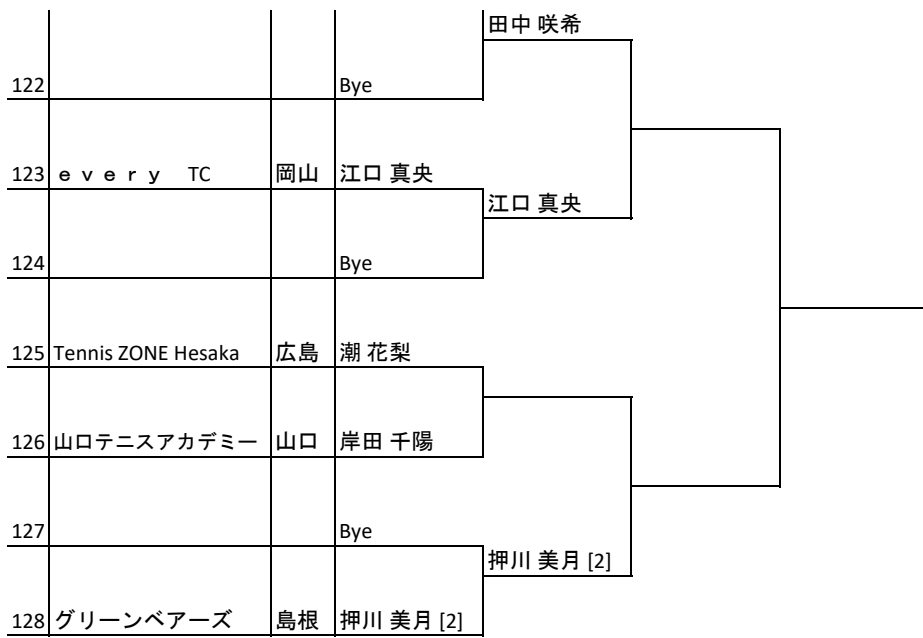 田中 咲希
122 Bye
123 ｅｖｅｒｙ　TC 岡山 江口 真央
江口 真央
124 Bye
125 Tennis ZONE Hesaka 広島 潮 花梨
126 山口テニスアカデミー 山口 岸田 千陽
127 Bye
押川 美月 [2]
128 グリーンベアーズ 島根 押川 美月 [2]